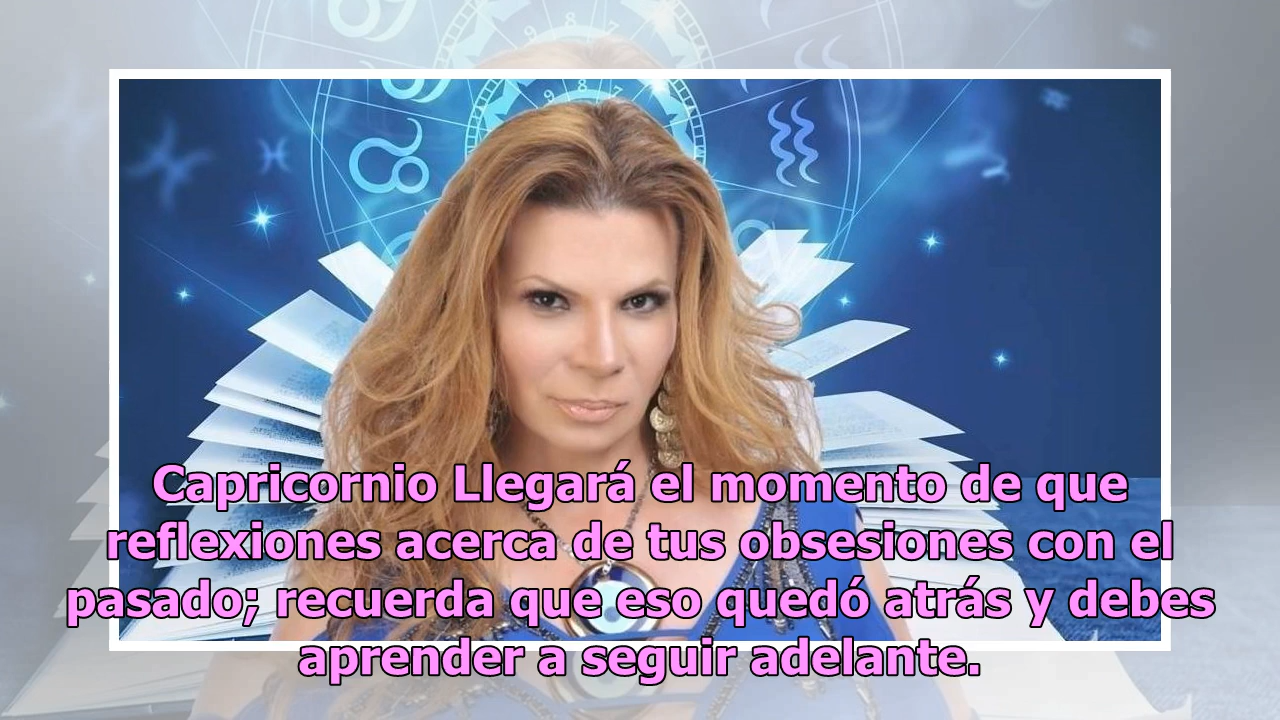 Capricornio Llegará el momento de que
reflexiones acerca de tus obsesiones con el
pasado; recuerda que eso quedó atrás y debes
aprender a seguir adelante.